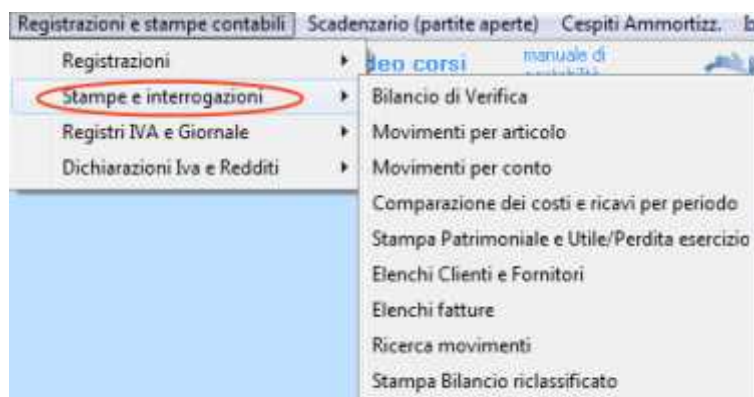 Registrazioni e stampe contabili Scadenzario (partite aperte) Cespiti Ammortizz.
Registrazioni
deo corsi manuale di
Stampe e interrogazioni
Registri IVA e Giornale
Dichiarazioni Iva e Redditi
Bilancio di Verifica
Movimenti per articolo
Movimenti per conto
Comparazione dei costi e ricavi per periodo
Stampa Patrimoniale e Utile/Perdita esercizio
Elenchi Clienti e Fornitori
Elenchi fatture
Ricerca movimenti
Stampa Bilancio riclassificato